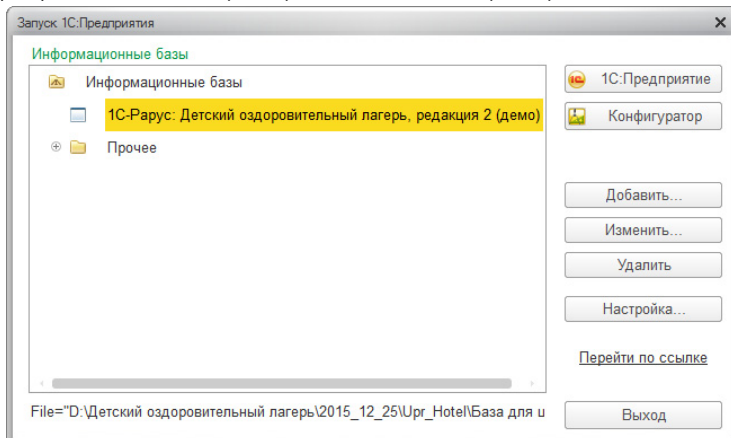 Запуск 1С:Предприятия
Информационные базы
Информационные базы
1С-Рарус: Детский оздоровительный лагерь, редакция 2 (демо)
Прочее
1С:Предприятие
Конфигуратор
Добавить...
Изменить...
Удалить
Настройка...
Перейти по ссылке
Выход
File="D:\Детский оздоровительный лагерь\2015_12_25\Upr_Hotel\База для u